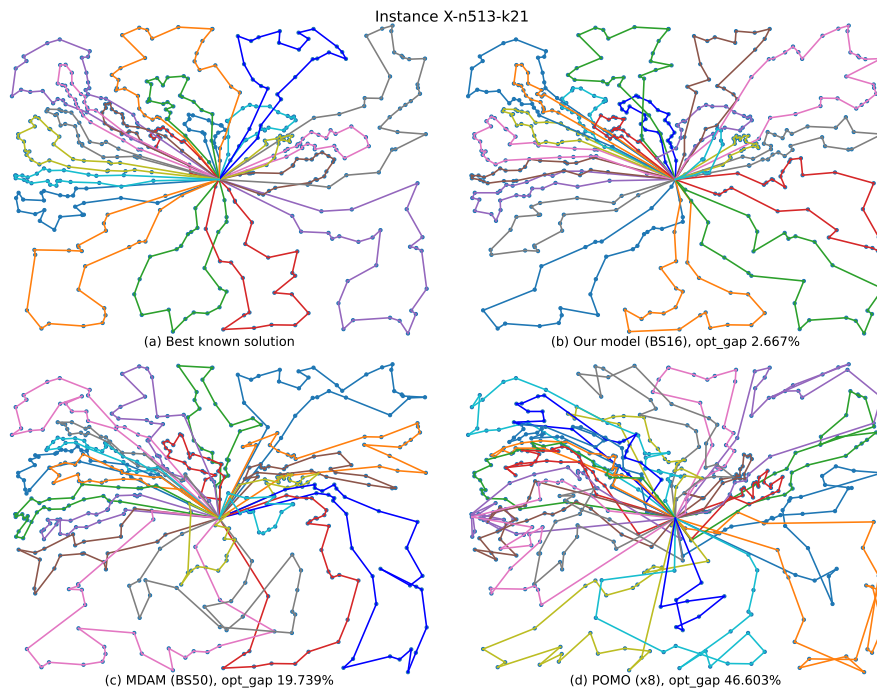 Instance X-n513-k21
(a) Best known solution
(b) Our model (BS16), opt_gap 2.667%
(c) MDAM (BS50), opt_gap 19.739%
(d) POMO (x8), opt_gap 46.603%